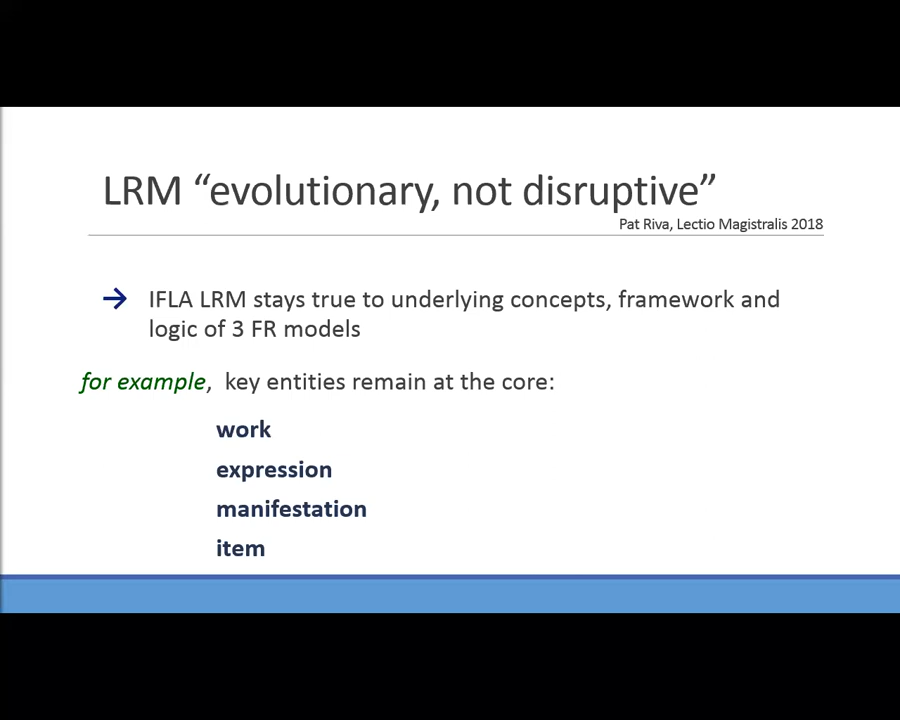 LRM “evolutionary, not disruptive”
Pat Riva, Lectio Magistralis 2018
→ IFLA LRM stays true to underlying concepts, framework and
logic of 3 FR models
for example, key entities remain at the core:
work
expression
manifestation
item